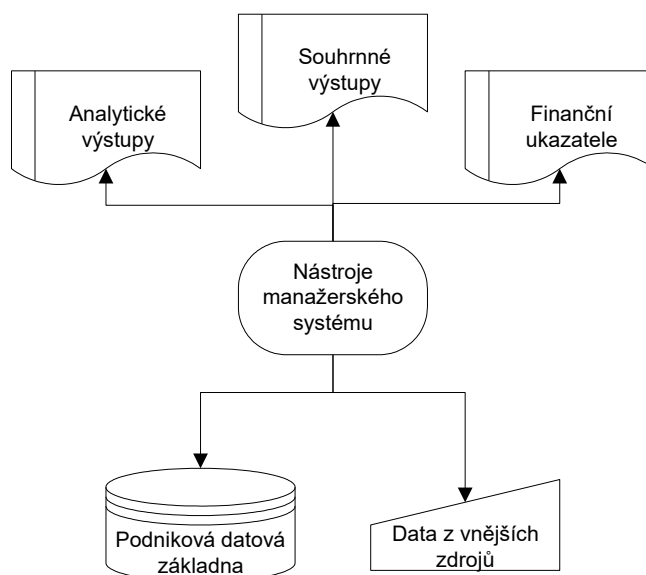 Souhrnné
výstupy
Analytické
výstupy
Finanční
ukazatele
Nástroje
manažerského
systému
Podniková datová
základna
Data z vnějších
zdrojů